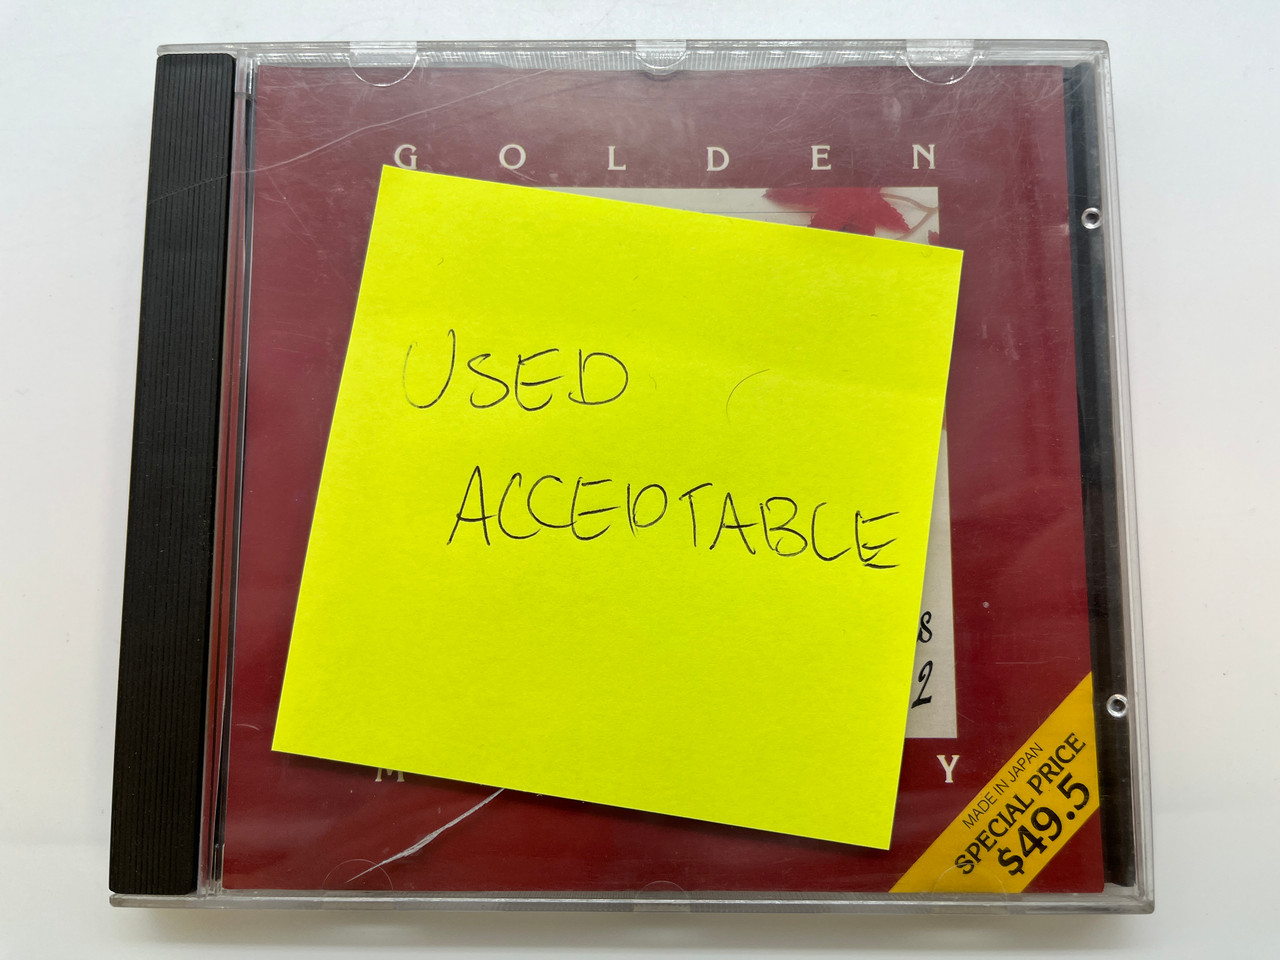 GOLDEN
USED
ACCEPTABLE
s
2
M Y
MADE IN JAPAN
SPECIAL PRICE
$49.5